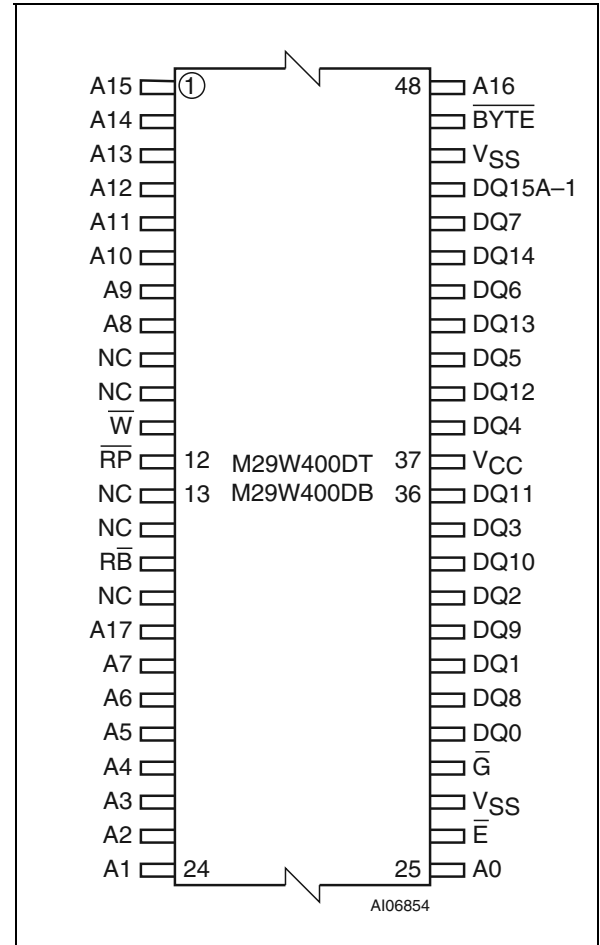 A15 ① 48 A16
A14 B̅Y̅T̅E̅
A13 VSS
A12 DQ15A–1
A11 DQ7
A10 DQ14
A9 DQ6
A8 DQ13
NC DQ5
NC DQ12
W̅ DQ4
R̅P̅ 12 M29W400DT 37 VCC
NC 13 M29W400DB 36 DQ11
NC DQ3
RB̅ DQ10
NC DQ2
A17 DQ9
A7 DQ1
A6 DQ8
A5 DQ0
A4 G̅
A3 VSS
A2 E̅
A1 24 25 A0
AI06854